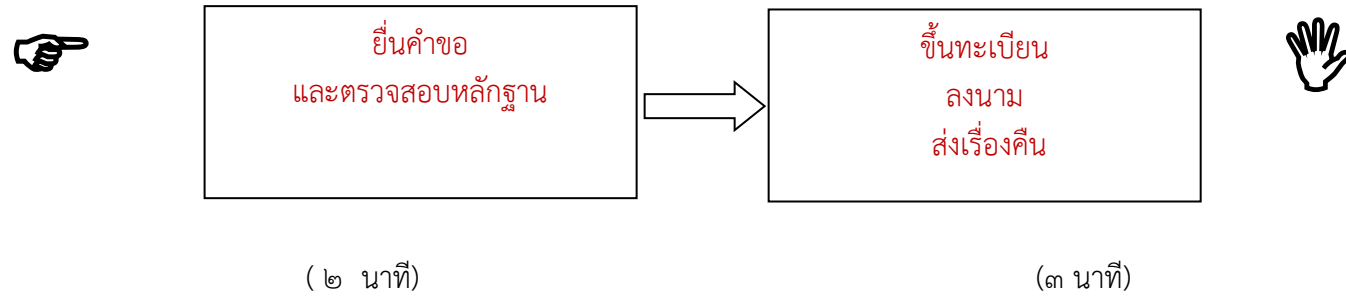 ยื่นคำขอ
และตรวจสอบหลักฐาน
ขึ้นทะเบียน
ลงนาม
ส่งเรื่องคืน
( ๒ นาที)
(๓ นาที)